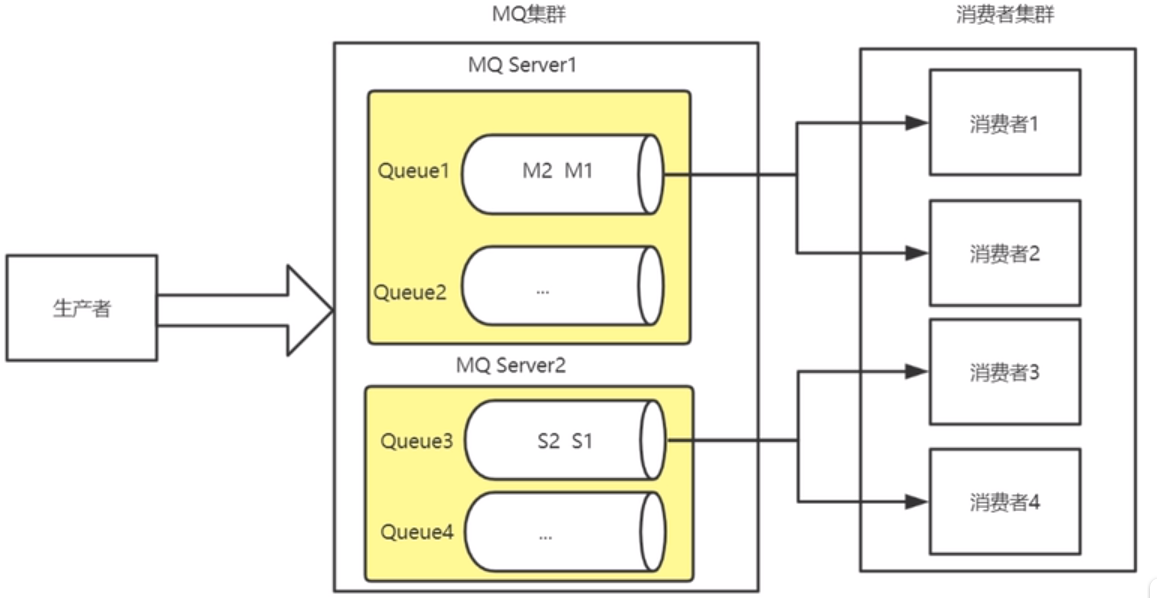 MQ集群
消费者集群
MQ Server1
Queue1
M2 M1
Queue2
...
MQ Server2
Queue3
S2 S1
Queue4
...
生产者
消费者1
消费者2
消费者3
消费者4